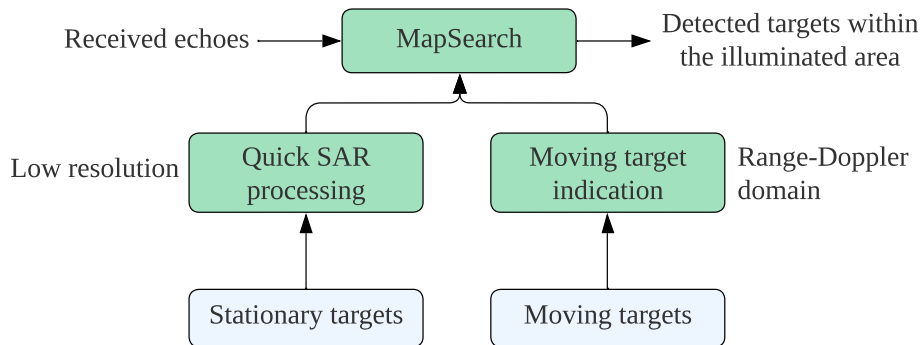 Received echoes
MapSearch
Detected targets within
the illuminated area
Low resolution
Quick SAR
processing
Moving target
indication
Range-Doppler
domain
Stationary targets
Moving targets